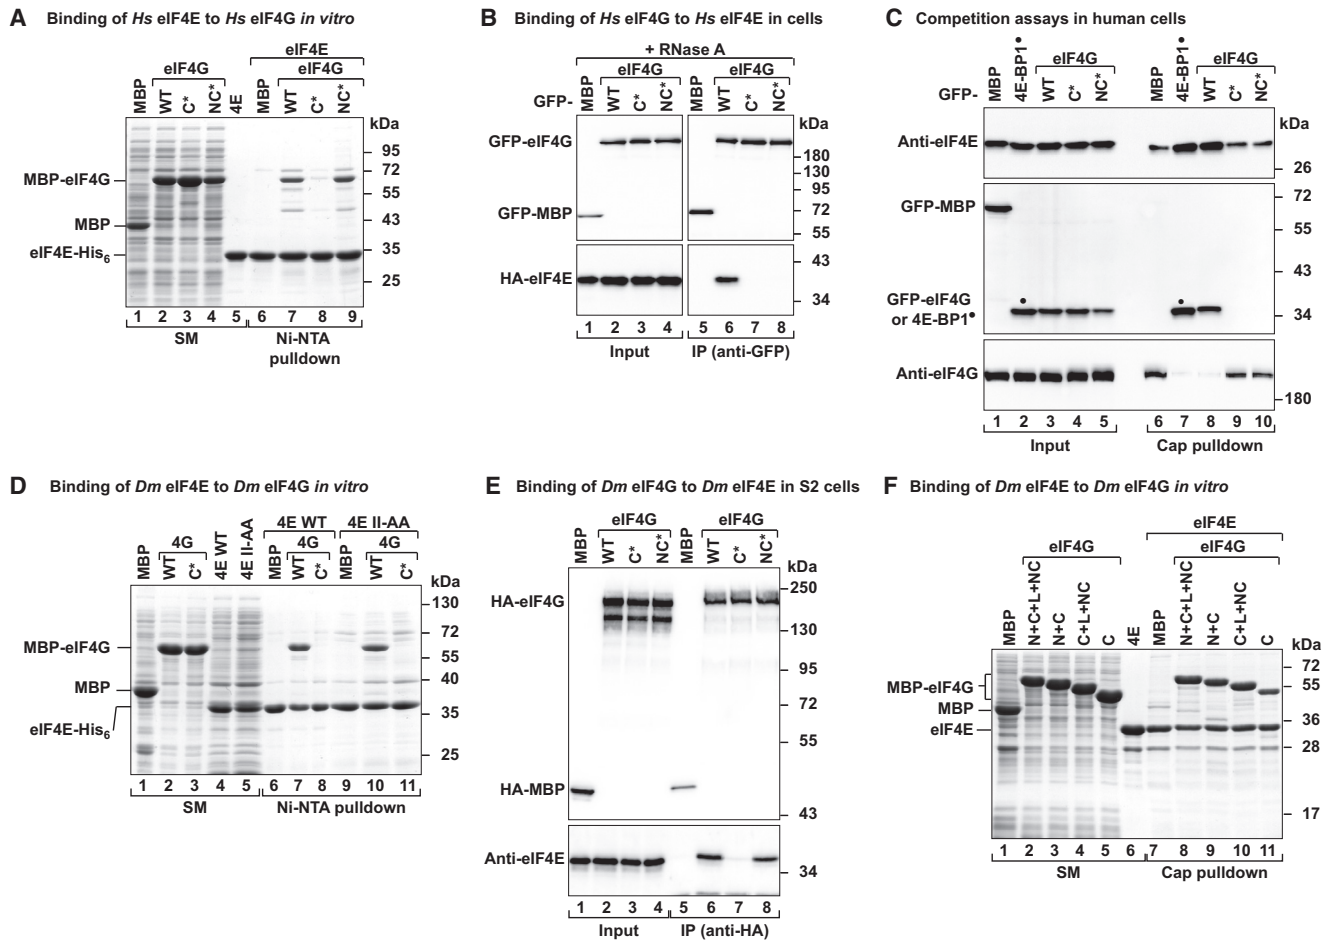 A Binding of Hs eIF4E to Hs eIF4G in vitro
eIF4E
eIF4G eIF4G
MBP WT C* NC* 4E MBP WT C* NC*
kDa
95
72
55
43
35
25
MBP-eIF4G
MBP
eIF4E-His6
1 2 3 4 5 6 7 8 9
SM Ni-NTA
pulldown
B Binding of Hs eIF4G to Hs eIF4E in cells
+ RNase A
eIF4G eIF4G
GFP- MBP WT C* NC* MBP WT C* NC*
kDa
GFP-eIF4G
180
130
95
GFP-MBP
72
55
43
HA-eIF4E
34
1 2 3 4 5 6 7 8
Input IP (anti-GFP)
C Competition assays in human cells
eIF4G eIF4G
GFP- MBP 4E-BP1• WT C* NC* MBP 4E-BP1• WT C* NC*
kDa
Anti-eIF4E
26
72
GFP-MBP
55
43
GFP-eIF4G
or 4E-BP1•
34
Anti-eIF4G
180
1 2 3 4 5 6 7 8 9 10
Input Cap pulldown
D Binding of Dm eIF4E to Dm eIF4G in vitro
4E WT 4E II-AA
4G 4G 4G
MBP WT C* 4E WT 4E II-AA MBP WT C* MBP WT C*
kDa
130
72
MBP-eIF4G
55
40
MBP
35
eIF4E-His6
25
1 2 3 4 5 6 7 8 9 10 11
SM Ni-NTA pulldown
E Binding of Dm eIF4G to Dm eIF4E in S2 cells
eIF4G eIF4G
MBP WT C* NC* MBP WT C* NC*
kDa
250
HA-eIF4G
130
95
72
55
HA-MBP
43
Anti-eIF4E
34
1 2 3 4 5 6 7 8
Input IP (anti-HA)
F Binding of Dm eIF4E to Dm eIF4G in vitro
eIF4E
eIF4G eIF4G
MBP N+C+L+NC N+C C+L+NC C 4E MBP N+C+L+NC N+C C+L+NC C
kDa
72
MBP-eIF4G
55
MBP
36
eIF4E
28
17
1 2 3 4 5 6 7 8 9 10 11
SM Cap pulldown